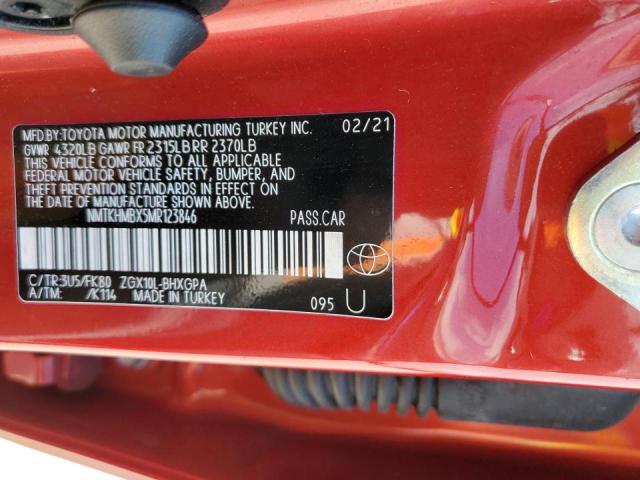 MFD.BY:TOYOTA MOTOR MANUFACTURING TURKEY INC. 02/21
GVWR 4320LB GAWR FR 2315LB RR 2370LB
THIS VEHICLE CONFORMS TO ALL APPLICABLE
FEDERAL MOTOR VEHICLE SAFETY, BUMPER, AND
THEFT PREVENTION STANDARDS IN EFFECT ON
THE DATE OF MANUFACTURE SHOWN ABOVE.
NMTKHMBX5MR123846 PASS.CAR
C/TR:3U5/FK80 ZGX10L-BHXGPA
A/TM: /K114 MADE IN TURKEY 095 U